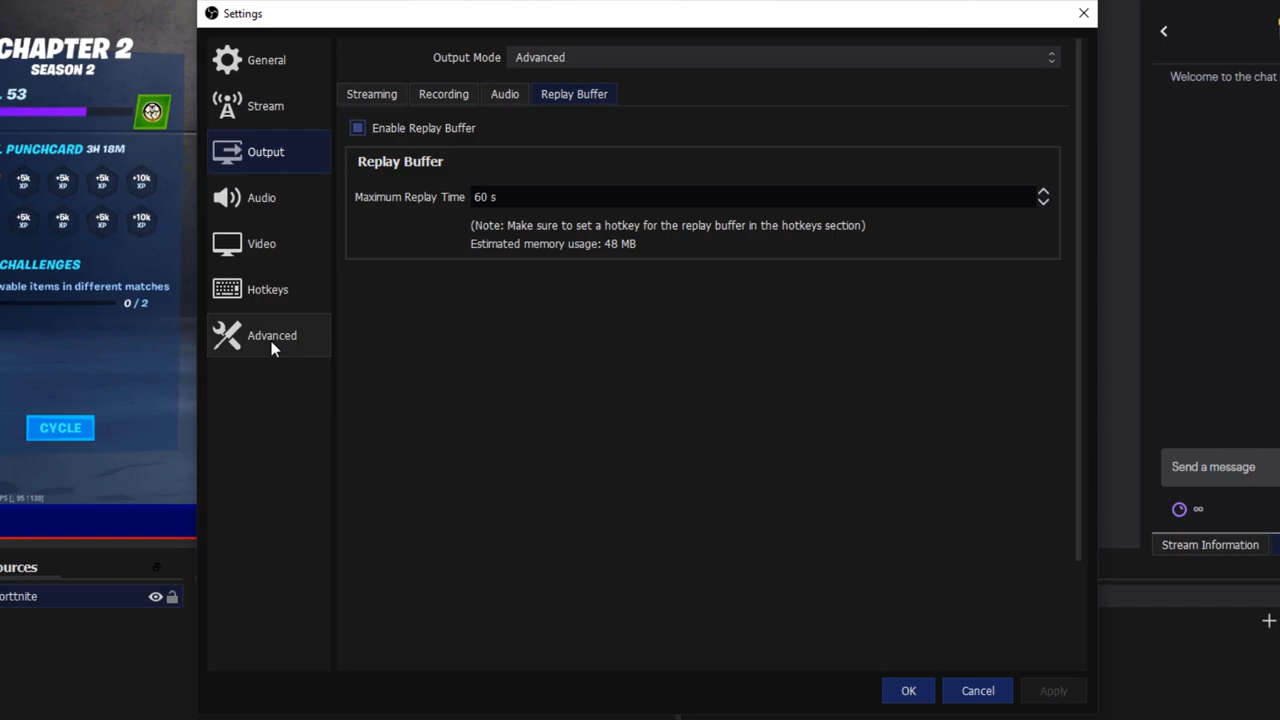 Settings
CHAPTER 2
SEASON 2
53
PUNCHCARD 3H 18M
+5k XP
+5k XP
+5k XP
+10k XP
+5k XP
+5k XP
+5k XP
+10k XP
CHALLENGES
items in different matches
0 / 2
CYCLE
General
Stream
Output
Audio
Video
Hotkeys
Advanced
Output Mode Advanced
Streaming Recording Audio Replay Buffer
Enable Replay Buffer
Replay Buffer
Maximum Replay Time 60 s
(Note: Make sure to set a hotkey for the replay buffer in the hotkeys section)
Estimated memory usage: 48 MB
OK Cancel Apply
Welcome to the chat
Send a message
∞
Stream Information